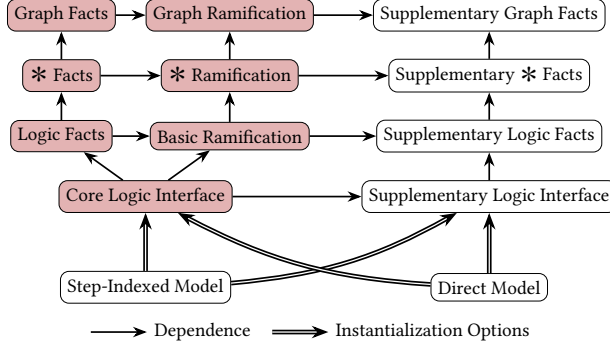 Graph Facts Graph Ramification Supplementary Graph Facts
∗ Facts ∗ Ramification Supplementary ∗ Facts
Logic Facts Basic Ramification Supplementary Logic Facts
Core Logic Interface Supplementary Logic Interface
Step-Indexed Model Direct Model
Dependence Instantialization Options